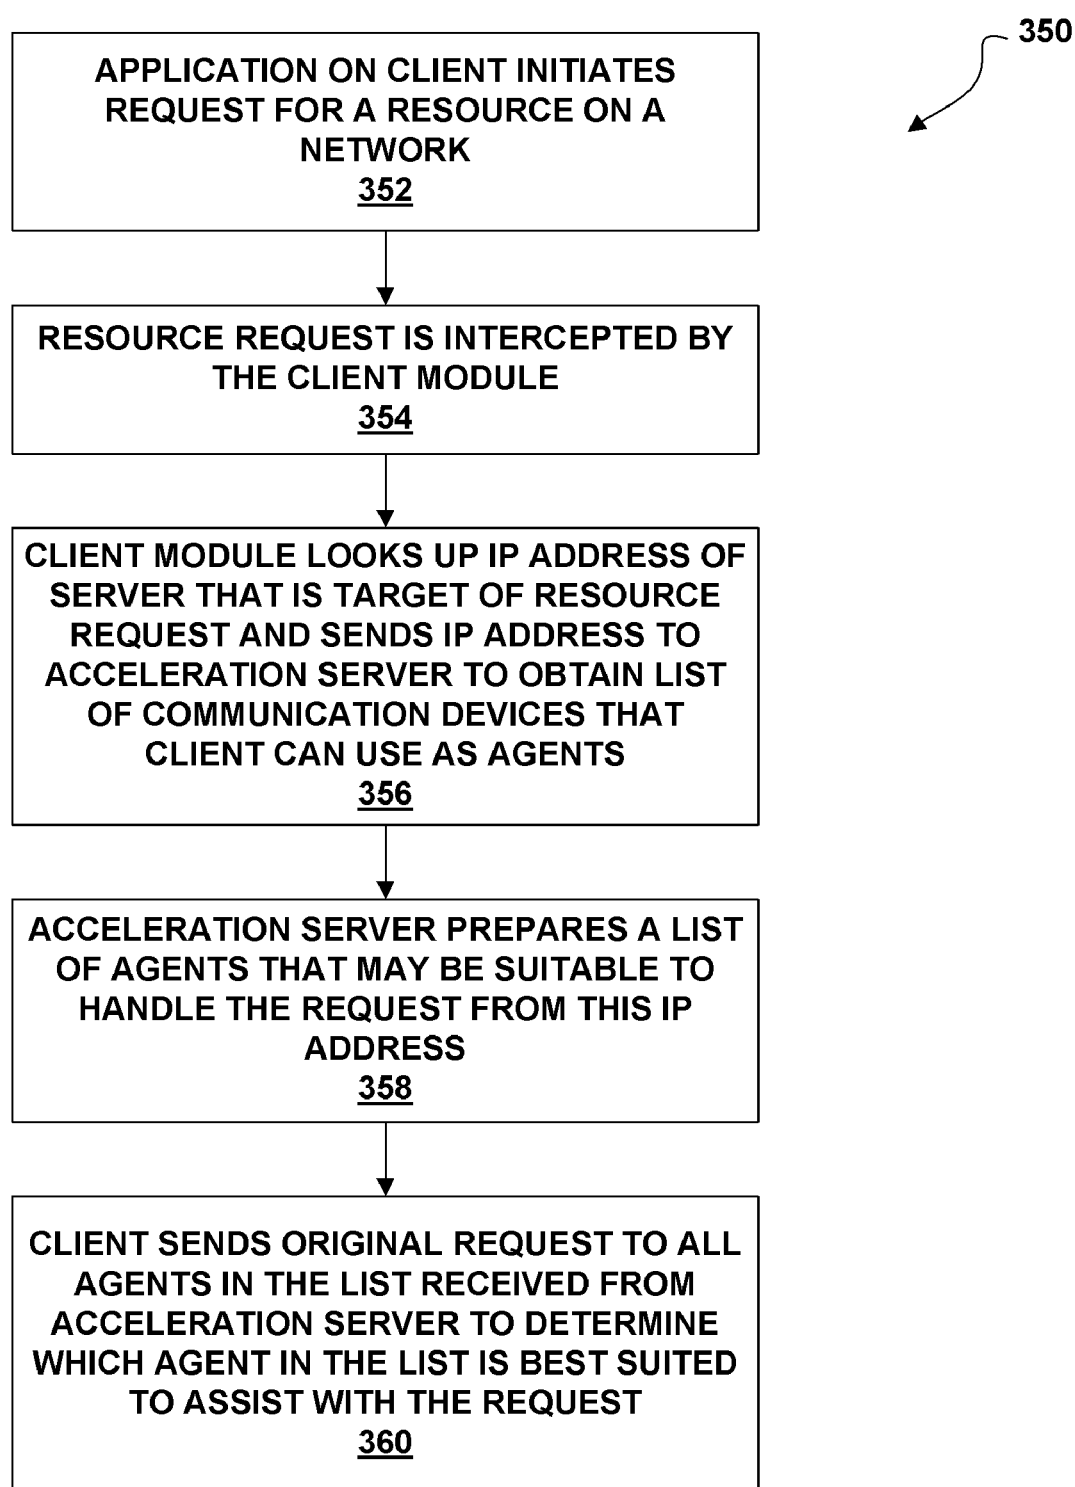 350
APPLICATION ON CLIENT INITIATES
REQUEST FOR A RESOURCE ON A
NETWORK
352
RESOURCE REQUEST IS INTERCEPTED BY
THE CLIENT MODULE
354
CLIENT MODULE LOOKS UP IP ADDRESS OF
SERVER THAT IS TARGET OF RESOURCE
REQUEST AND SENDS IP ADDRESS TO
ACCELERATION SERVER TO OBTAIN LIST
OF COMMUNICATION DEVICES THAT
CLIENT CAN USE AS AGENTS
356
ACCELERATION SERVER PREPARES A LIST
OF AGENTS THAT MAY BE SUITABLE TO
HANDLE THE REQUEST FROM THIS IP
ADDRESS
358
CLIENT SENDS ORIGINAL REQUEST TO ALL
AGENTS IN THE LIST RECEIVED FROM
ACCELERATION SERVER TO DETERMINE
WHICH AGENT IN THE LIST IS BEST SUITED
TO ASSIST WITH THE REQUEST
360